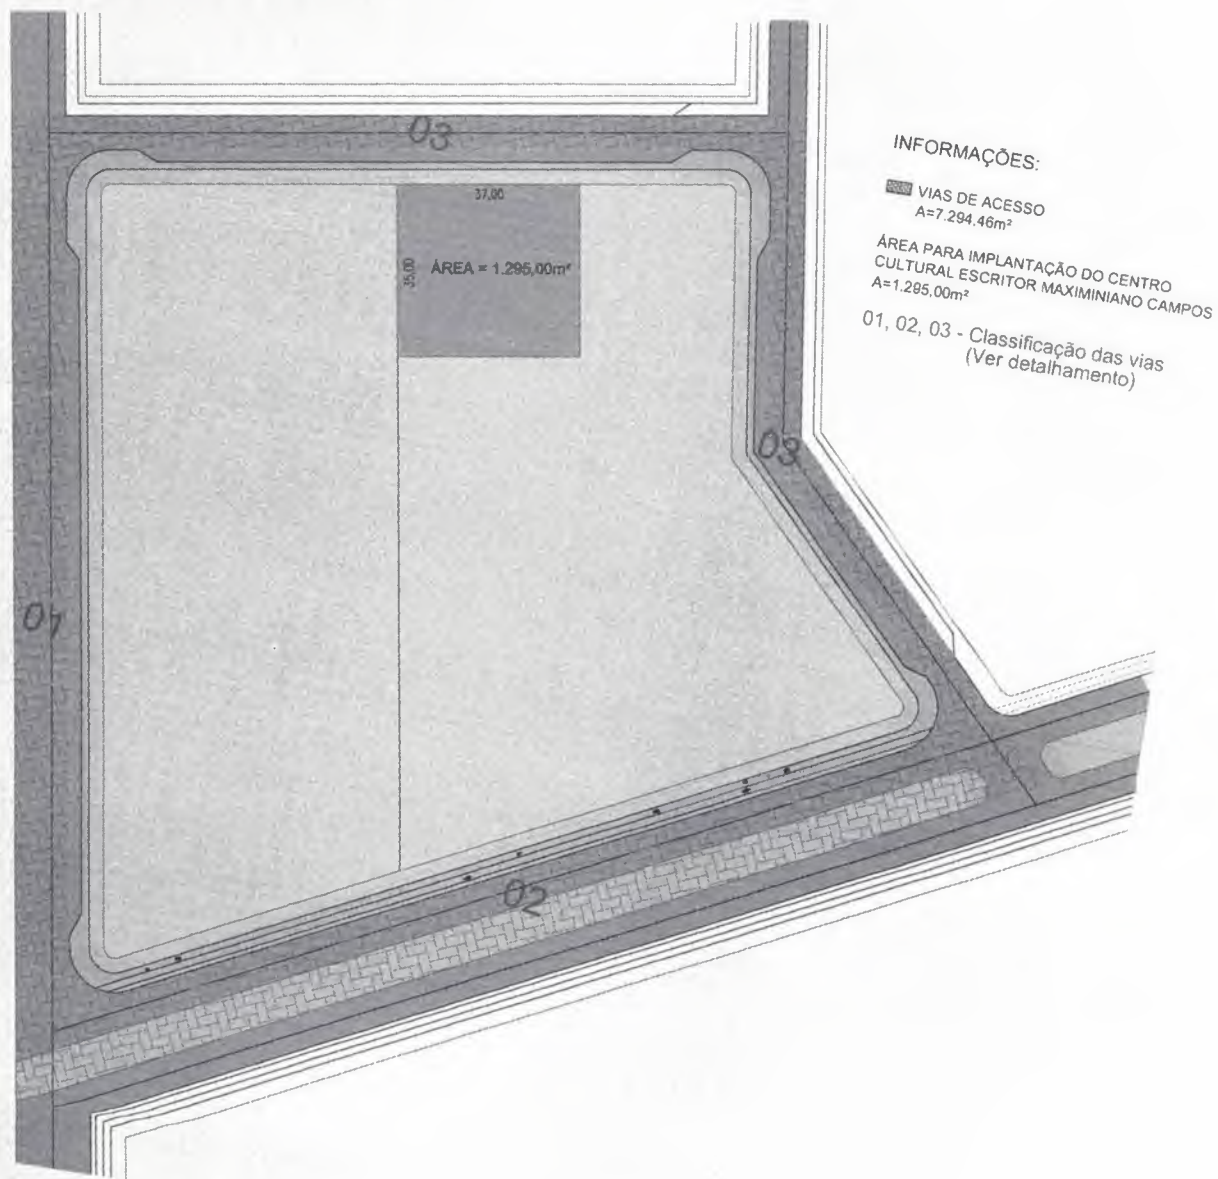 03
37,00
35,00
ÁREA = 1.295,00m²
INFORMAÇÕES:
VIAS DE ACESSO
A=7.294,46m²
ÁREA PARA IMPLANTAÇÃO DO CENTRO
CULTURAL ESCRITOR MAXIMINIANO CAMPOS
A=1.295,00m²
01, 02, 03 - Classificação das vias
(Ver detalhamento)
03
01
02